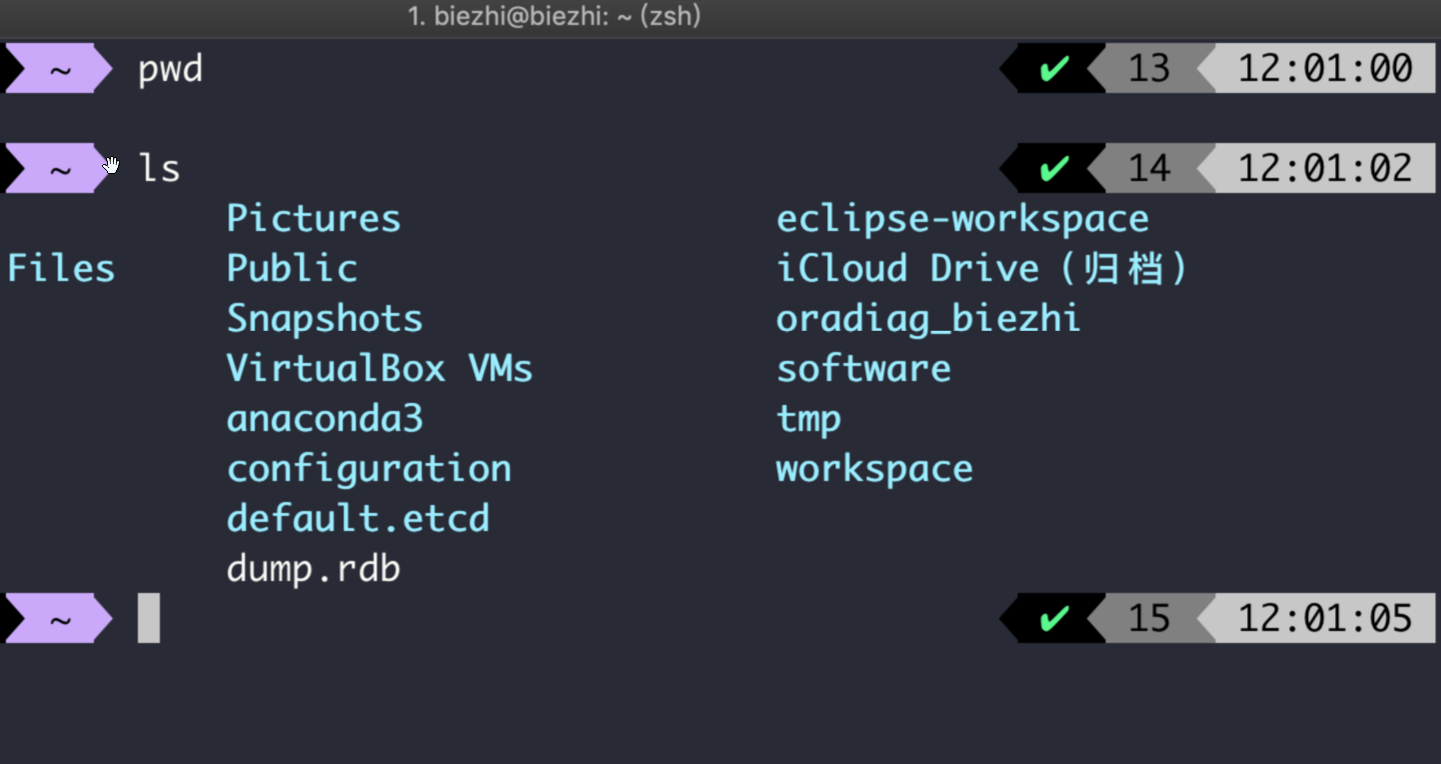 1. biezhi@biezhi: ~ (zsh)
~ pwd ✔ 13 12:01:00
~ ls ✔ 14 12:01:02
Pictures eclipse-workspace
Files Public iCloud Drive（归档）
Snapshots oradiag_biezhi
VirtualBox VMs software
anaconda3 tmp
configuration workspace
default.etcd
dump.rdb
~ ✔ 15 12:01:05